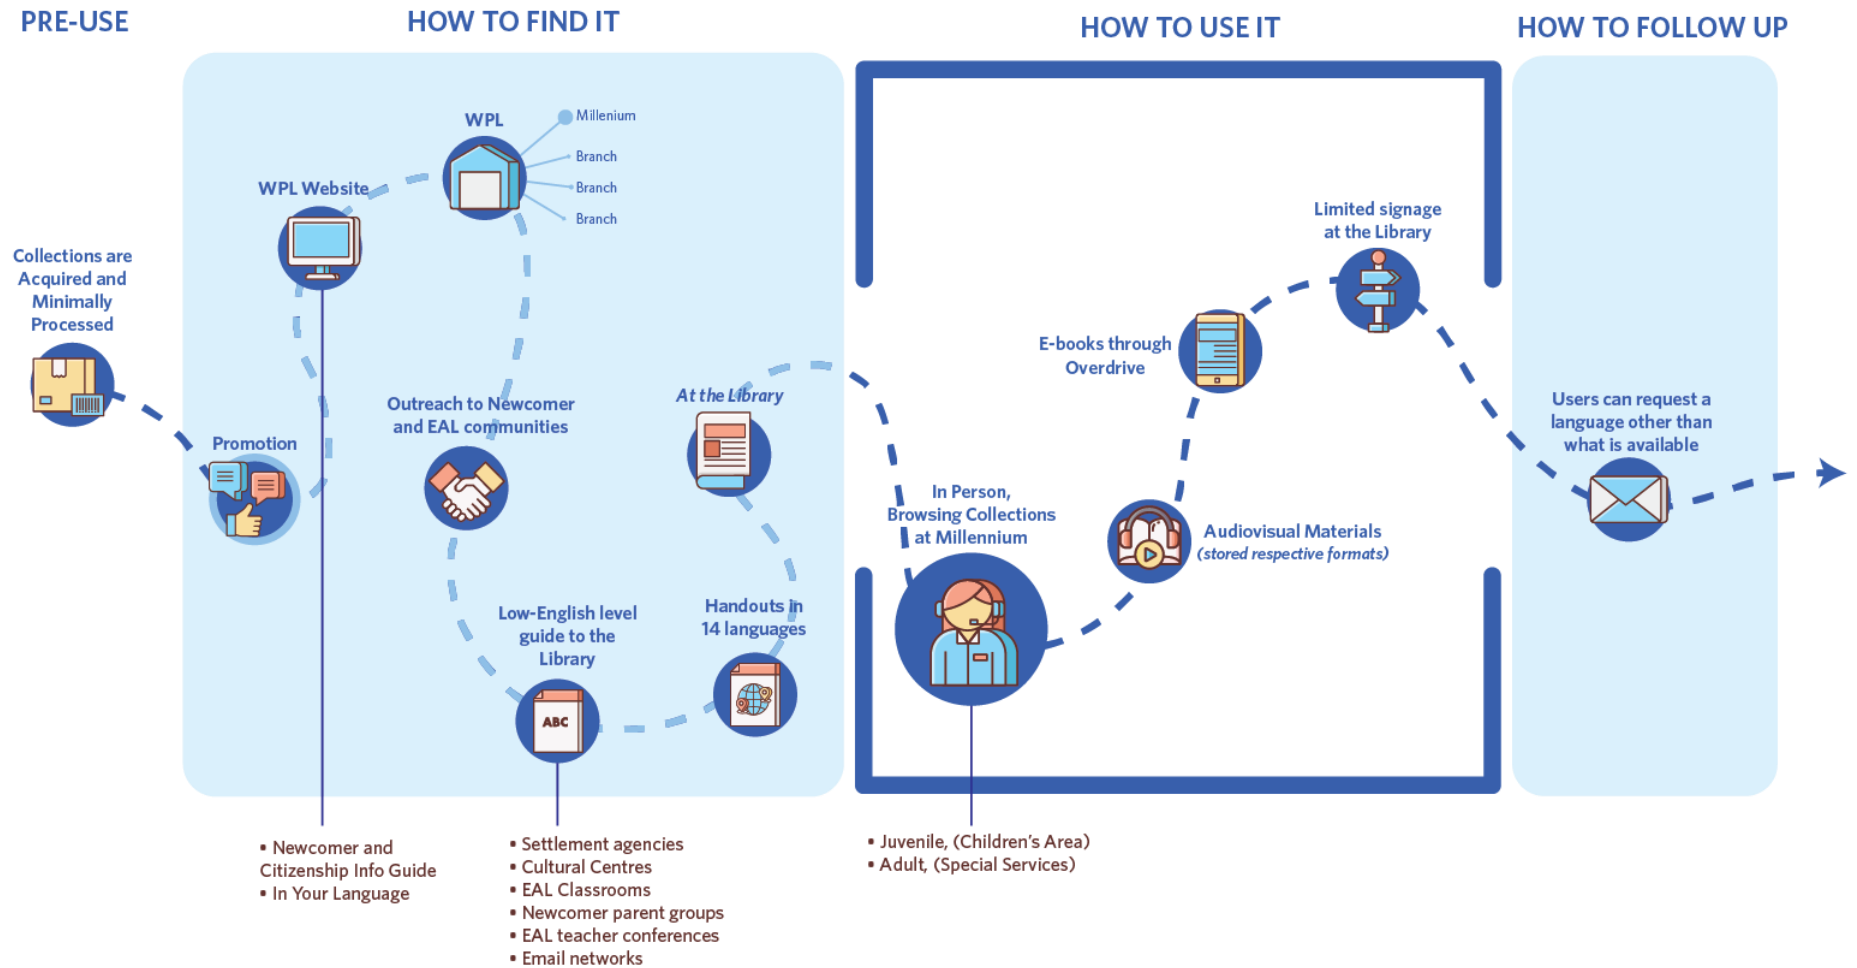 PRE-USE
HOW TO FIND IT
HOW TO USE IT
HOW TO FOLLOW UP
Collections are
Acquired and
Minimally
Processed
Promotion
WPL Website
WPL
Millenium
Branch
Branch
Branch
Outreach to Newcomer
and EAL communities
Low-English level
guide to the
Library
ABC
Handouts in
14 languages
At the Library
• Newcomer and
Citizenship Info Guide
• In Your Language
• Settlement agencies
• Cultural Centres
• EAL Classrooms
• Newcomer parent groups
• EAL teacher conferences
• Email networks
In Person,
Browsing Collections
at Millennium
• Juvenile, (Children's Area)
• Adult, (Special Services)
Audiovisual Materials
(stored respective formats)
E-books through
Overdrive
Limited signage
at the Library
Users can request a
language other than
what is available